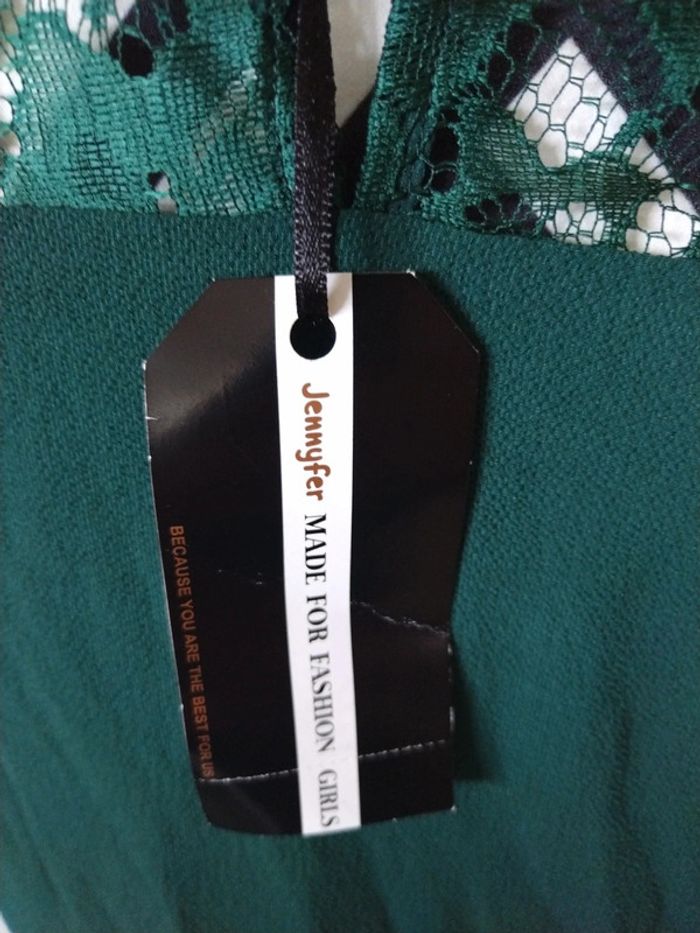 Jennyfer MADE FOR FASHION GIRLS
BECAUSE YOU ARE THE BEST FOR US